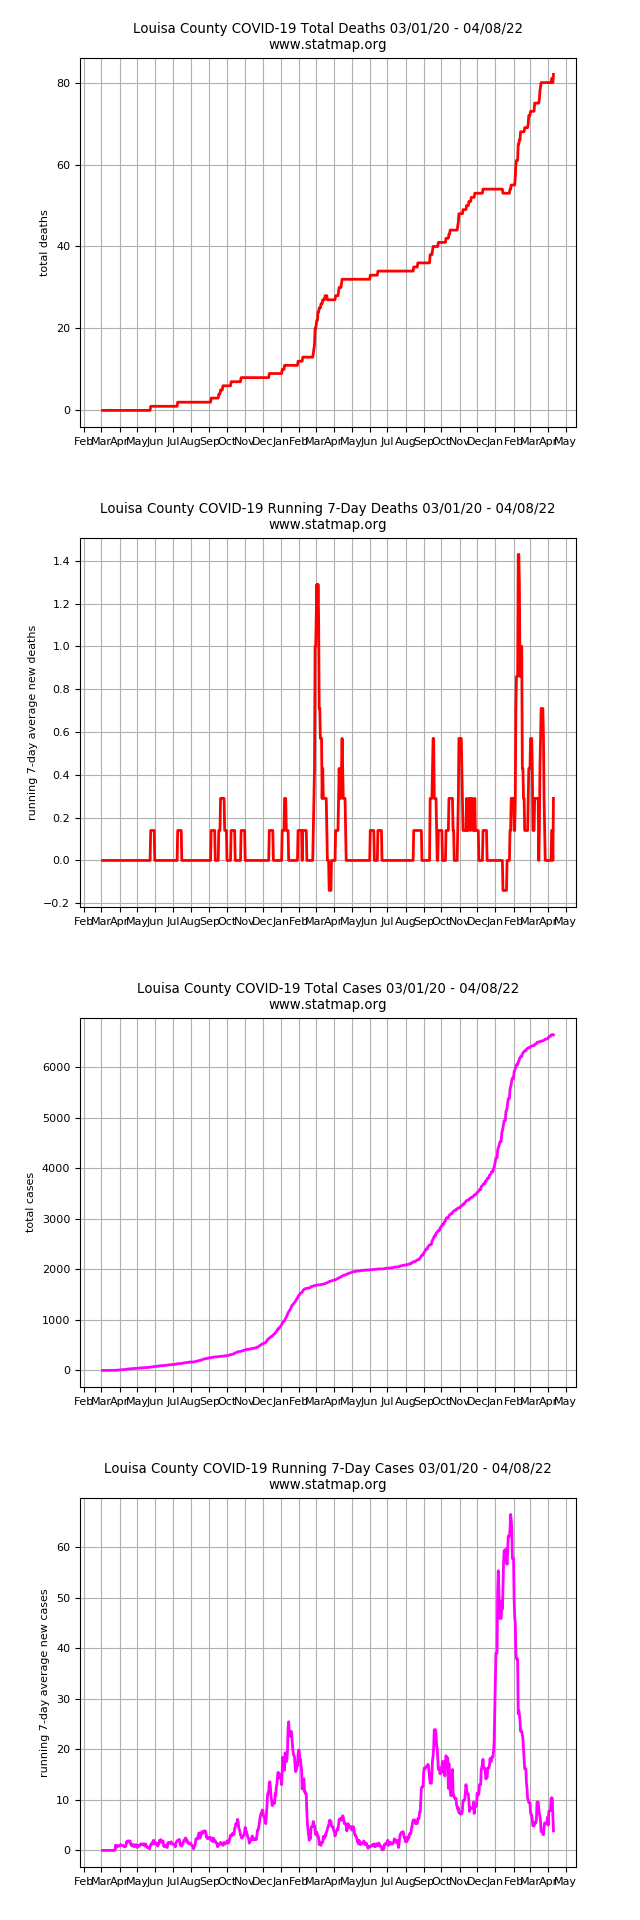 Louisa County COVID-19 Total Deaths 03/01/20 - 04/08/22
www.statmap.org
total deaths
80
60
40
20
0
Feb Mar Apr May Jun Jul Aug Sep Oct Nov Dec Jan Feb Mar Apr May Jun Jul Aug Sep Oct Nov Dec Jan Feb Mar Apr May
Louisa County COVID-19 Running 7-Day Deaths 03/01/20 - 04/08/22
www.statmap.org
running 7-day average new deaths
1.4
1.2
1.0
0.8
0.6
0.4
0.2
0.0
−0.2
Feb Mar Apr May Jun Jul Aug Sep Oct Nov Dec Jan Feb Mar Apr May Jun Jul Aug Sep Oct Nov Dec Jan Feb Mar Apr May
Louisa County COVID-19 Total Cases 03/01/20 - 04/08/22
www.statmap.org
total cases
6000
5000
4000
3000
2000
1000
0
Feb Mar Apr May Jun Jul Aug Sep Oct Nov Dec Jan Feb Mar Apr May Jun Jul Aug Sep Oct Nov Dec Jan Feb Mar Apr May
Louisa County COVID-19 Running 7-Day Cases 03/01/20 - 04/08/22
www.statmap.org
running 7-day average new cases
60
50
40
30
20
10
0
Feb Mar Apr May Jun Jul Aug Sep Oct Nov Dec Jan Feb Mar Apr May Jun Jul Aug Sep Oct Nov Dec Jan Feb Mar Apr May